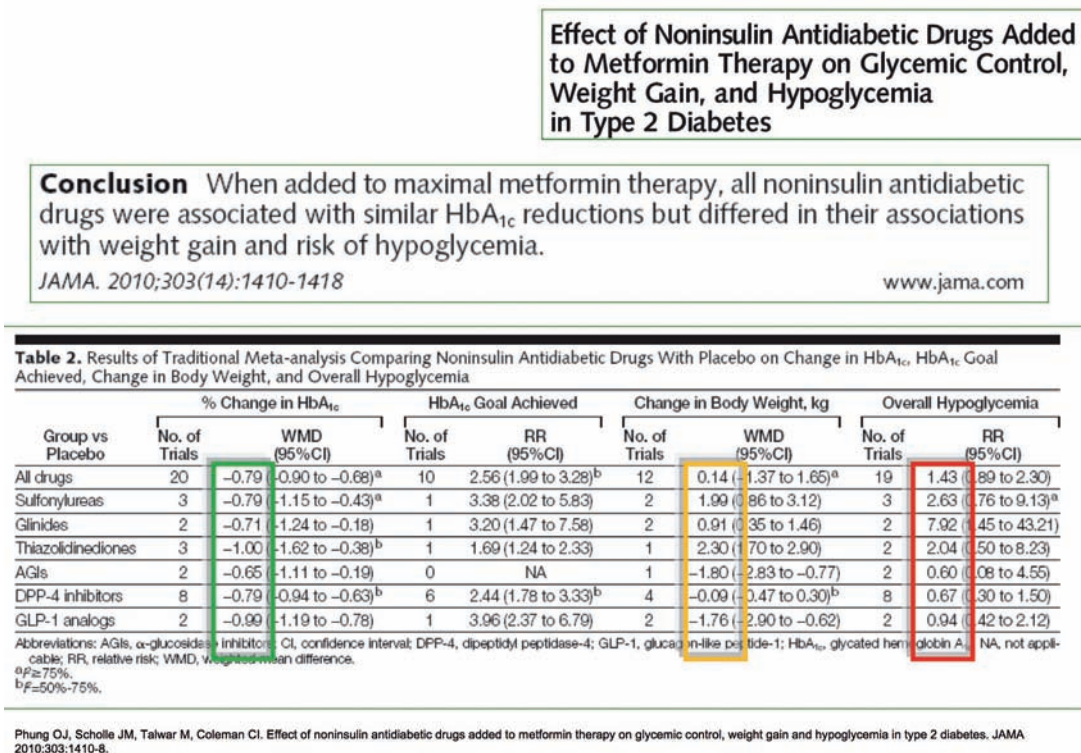 Effect of Noninsulin Antidiabetic Drugs Added
to Metformin Therapy on Glycemic Control,
Weight Gain, and Hypoglycemia
in Type 2 Diabetes
Conclusion When added to maximal metformin therapy, all noninsulin antidiabetic
drugs were associated with similar HbA1c reductions but differed in their associations
with weight gain and risk of hypoglycemia.
JAMA. 2010;303(14):1410-1418 www.jama.com
Table 2. Results of Traditional Meta-analysis Comparing Noninsulin Antidiabetic Drugs With Placebo on Change in HbA1c, HbA1c Goal
Achieved, Change in Body Weight, and Overall Hypoglycemia
% Change in HbA1c HbA1c Goal Achieved Change in Body Weight, kg Overall Hypoglycemia
Group vs No. of WMD No. of RR No. of WMD No. of RR
Placebo Trials (95%CI) Trials (95%CI) Trials (95%CI) Trials (95%CI)
All drugs 20 −0.79 (−0.90 to −0.68)a 10 2.56 (1.99 to 3.28)b 12 0.14 (−1.37 to 1.65)a 19 1.43 (0.89 to 2.30)
Sulfonylureas 3 −0.79 (−1.15 to −0.43)a 1 3.38 (2.02 to 5.83) 2 1.99 (0.86 to 3.12) 3 2.63 (0.76 to 9.13)a
Glinides 2 −0.71 (−1.24 to −0.18) 1 3.20 (1.47 to 7.58) 2 0.91 (0.35 to 1.46) 2 7.92 (1.45 to 43.21)
Thiazolidinediones 3 −1.00 (−1.62 to −0.38)b 1 1.69 (1.24 to 2.33) 1 2.30 (1.70 to 2.90) 2 2.04 (0.50 to 8.23)
AGIs 2 −0.65 (−1.11 to −0.19) 0 NA 1 −1.80 (−2.83 to −0.77) 2 0.60 (0.08 to 4.55)
DPP-4 inhibitors 8 −0.79 (−0.94 to −0.63)b 6 2.44 (1.78 to 3.33)b 4 −0.09 (−0.47 to 0.30)b 8 0.67 (0.30 to 1.50)
GLP-1 analogs 2 −0.99 (−1.19 to −0.78) 1 3.96 (2.37 to 6.79) 2 −1.76 (−2.90 to −0.62) 2 0.94 (0.42 to 2.12)
Abbreviations: AGIs, α-glucosidase inhibitors; CI, confidence interval; DPP-4, dipeptidyl peptidase-4; GLP-1, glucagon-like peptide-1; HbA1c, glycated hemoglobin A; NA, not appli-
cable; RR, relative risk; WMD, weighted mean difference.
aI2≥75%.
bI2=50%-75%.
Phung OJ, Scholle JM, Talwar M, Coleman CI. Effect of noninsulin antidiabetic drugs added to metformin therapy on glycemic control, weight gain and hypoglycemia in type 2 diabetes. JAMA
2010;303:1410-8.